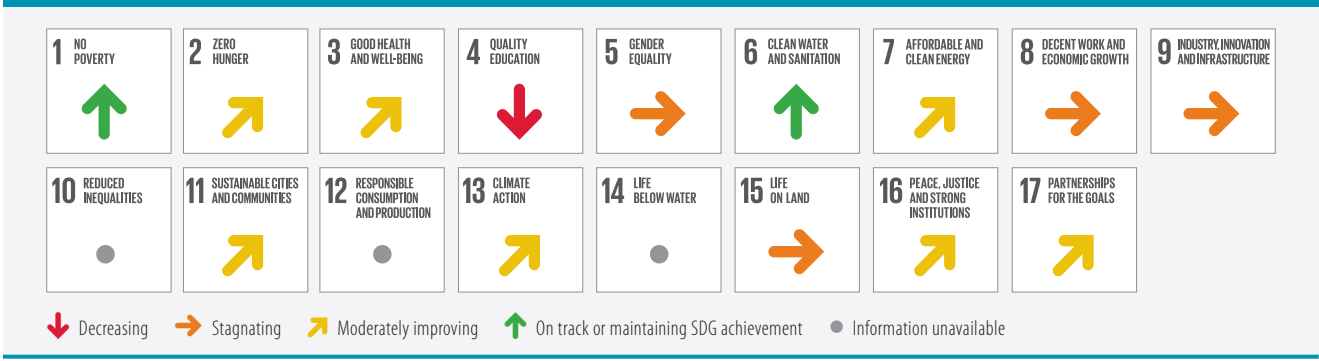 1 NO
POVERTY
2 ZERO
HUNGER
3 GOOD HEALTH
AND WELL-BEING
4 QUALITY
EDUCATION
5 GENDER
EQUALITY
6 CLEAN WATER
AND SANITATION
7 AFFORDABLE AND
CLEAN ENERGY
8 DECENT WORK AND
ECONOMIC GROWTH
9 INDUSTRY, INNOVATION
AND INFRASTRUCTURE
10 REDUCED
INEQUALITIES
11 SUSTAINABLE CITIES
AND COMMUNITIES
12 RESPONSIBLE
CONSUMPTION
AND PRODUCTION
13 CLIMATE
ACTION
14 LIFE
BELOW WATER
15 LIFE
ON LAND
16 PEACE, JUSTICE
AND STRONG
INSTITUTIONS
17 PARTNERSHIPS
FOR THE GOALS
Decreasing Stagnating Moderately improving On track or maintaining SDG achievement Information unavailable